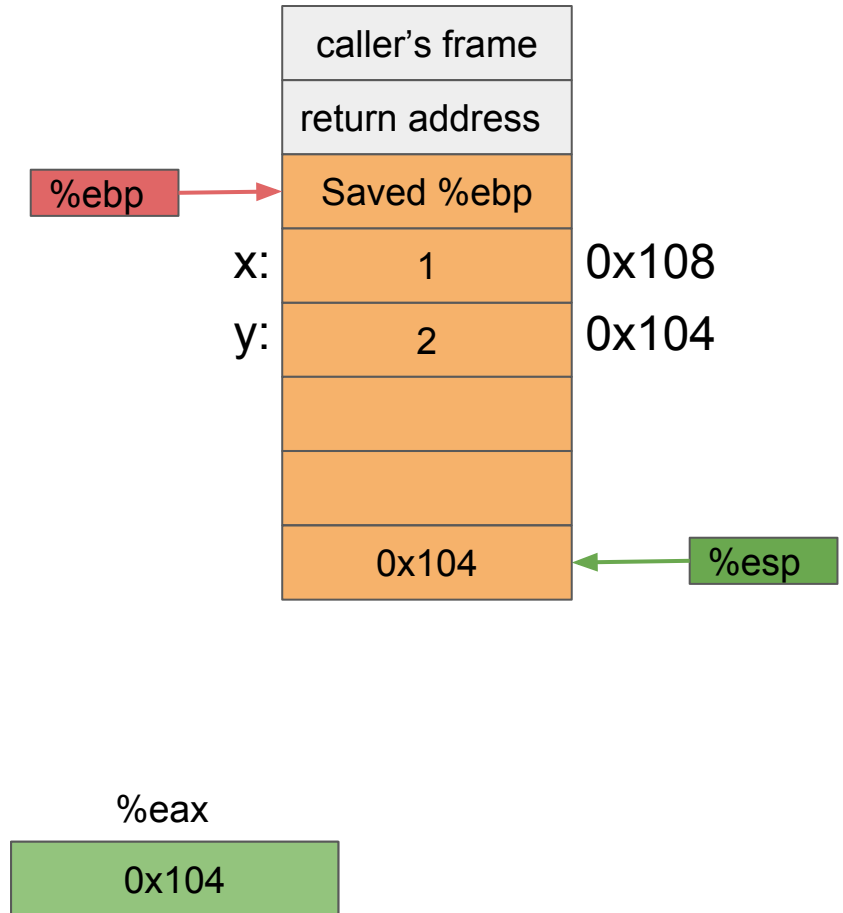 caller’s frame
return address
%ebp
Saved %ebp
x:
1
0x108
y:
2
0x104
0x104
%esp
%eax
0x104